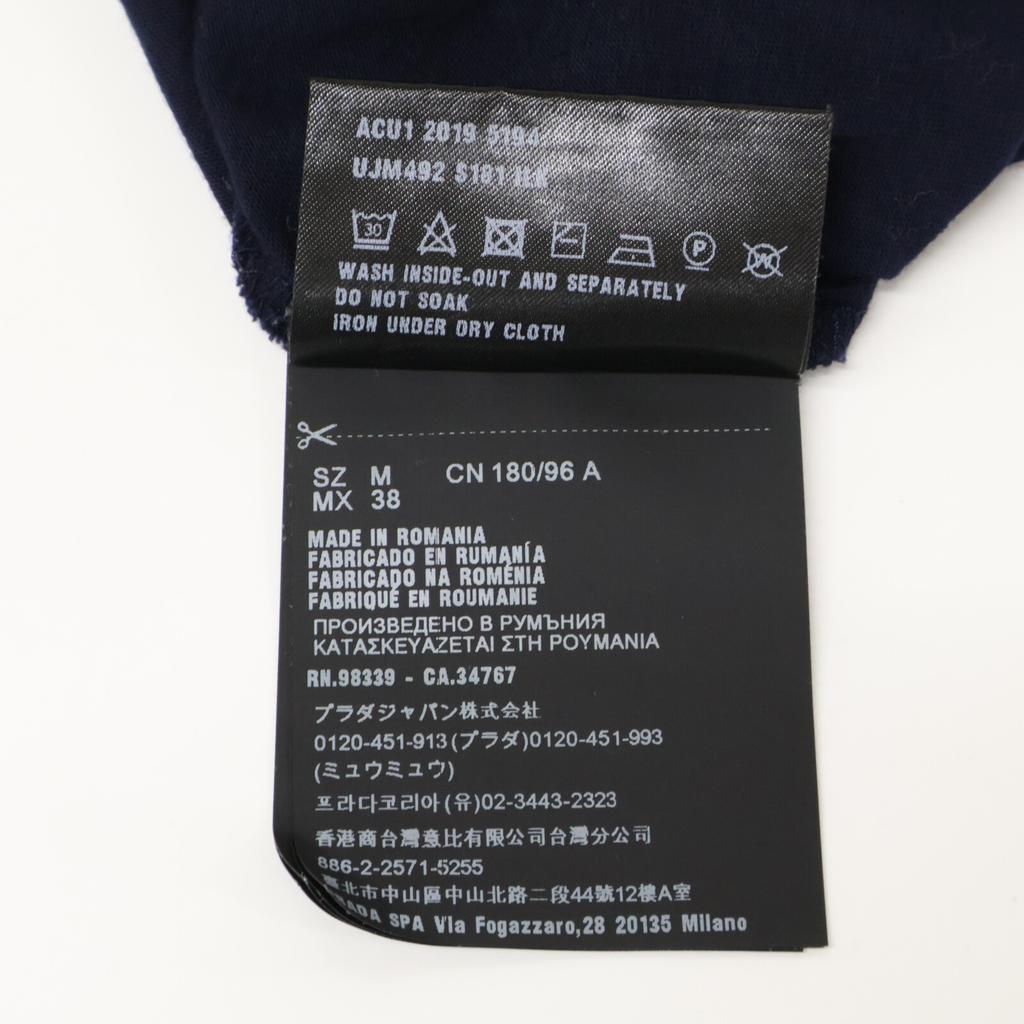 ACU1 2019 5194
UJM492 S181
30
P
WASH INSIDE-OUT AND SEPARATELY
DO NOT SOAK
IRON UNDER DRY CLOTH
SZ M CN 180/96 A
MX 38
MADE IN ROMANIA
FABRICADO EN RUMANÍA
FABRICADO NA ROMÉNIA
FABRIQUÉ EN ROUMANIE
ПРОИЗВЕДЕНО В РУМЪНИЯ
ΚΑΤΑΣΚΕΥΑΖΕΤΑΙ ΣΤΗ ΡΟΥΜΑΝΙΑ
RN.98339 - CA.34767
プラダジャパン株式会社
0120-451-913(プラダ)0120-451-993
(ミュウミュウ)
프라다코리아(유)02-3443-2323
香港商台灣意比有限公司台灣分公司
886-2-2571-5255
臺北市中山區中山北路二段44號12樓A室
SPA Via Fogazzaro,28 20135 Milano